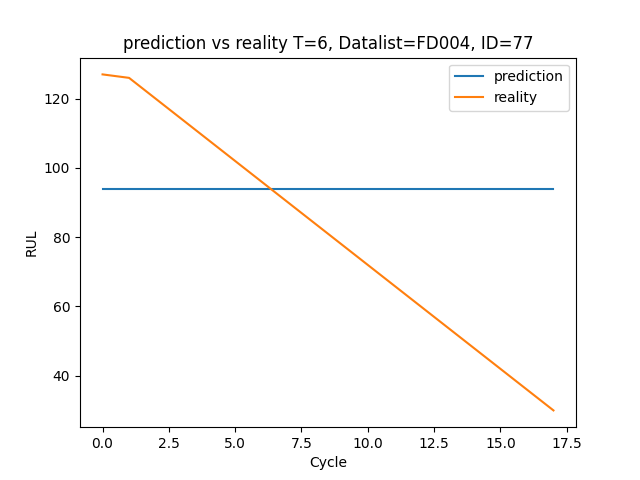 prediction vs reality T=6, Datalist=FD004, ID=77
prediction
reality
120
100
80
60
40
RUL
0.0 2.5 5.0 7.5 10.0 12.5 15.0 17.5
Cycle